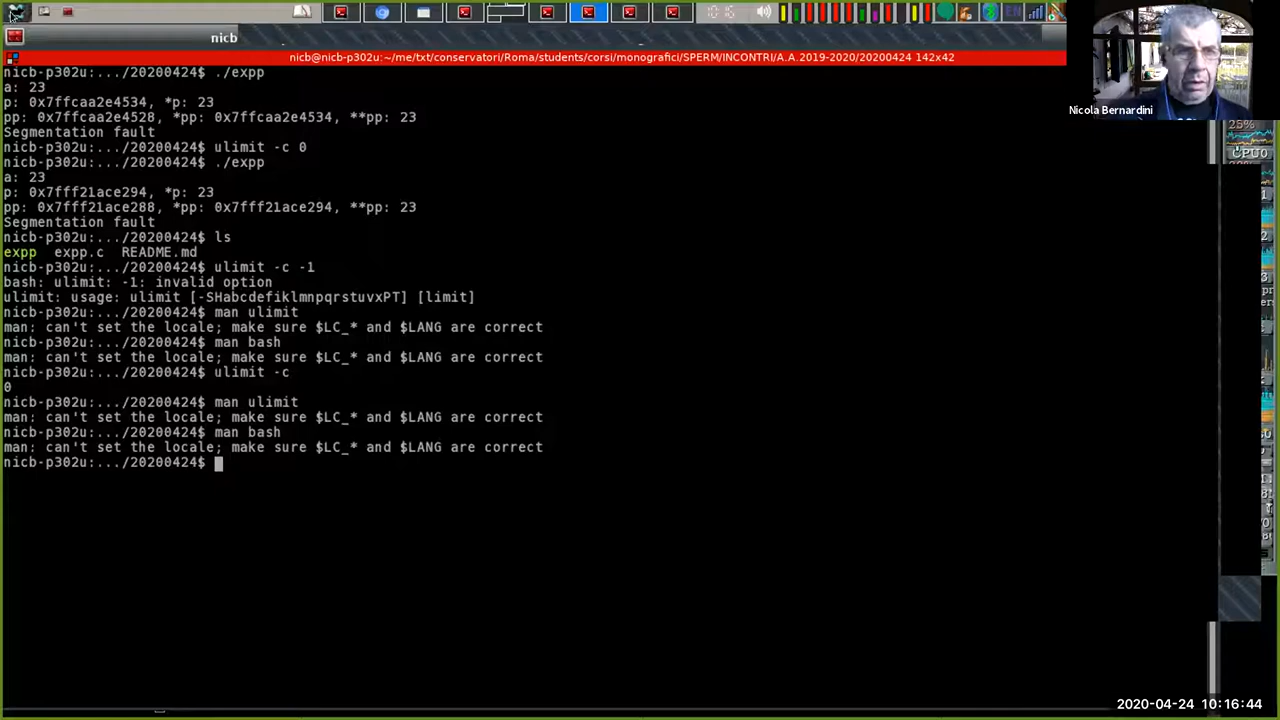 nicb
nicb@nicb-p302u:~/me/txt/conservatori/Roma/students/corsi/monografici/SPERM/INCONTRI/A.A.2019-2020/20200424 142x42
Nicola Bernardini
nicb-p302u:.../20200424$ ./expp
a: 23
p: 0x7ffcaa2e4534, *p: 23
pp: 0x7ffcaa2e4528, *pp: 0x7ffcaa2e4534, **pp: 23
Segmentation fault
nicb-p302u:.../20200424$ ulimit -c 0
nicb-p302u:.../20200424$ ./expp
a: 23
p: 0x7fff21ace294, *p: 23
pp: 0x7fff21ace288, *pp: 0x7fff21ace294, **pp: 23
Segmentation fault
nicb-p302u:.../20200424$ ls
expp  expp.c  README.md
nicb-p302u:.../20200424$ ulimit -c -1
bash: ulimit: -1: invalid option
ulimit: usage: ulimit [-SHabcdefiklmnpqrstuvxPT] [limit]
nicb-p302u:.../20200424$ man ulimit
man: can't set the locale; make sure $LC_* and $LANG are correct
nicb-p302u:.../20200424$ man bash
man: can't set the locale; make sure $LC_* and $LANG are correct
nicb-p302u:.../20200424$ ulimit -c
0
nicb-p302u:.../20200424$ man ulimit
man: can't set the locale; make sure $LC_* and $LANG are correct
nicb-p302u:.../20200424$ man bash
man: can't set the locale; make sure $LC_* and $LANG are correct
nicb-p302u:.../20200424$
25%
CPU0
2020-04-24 10:16:44